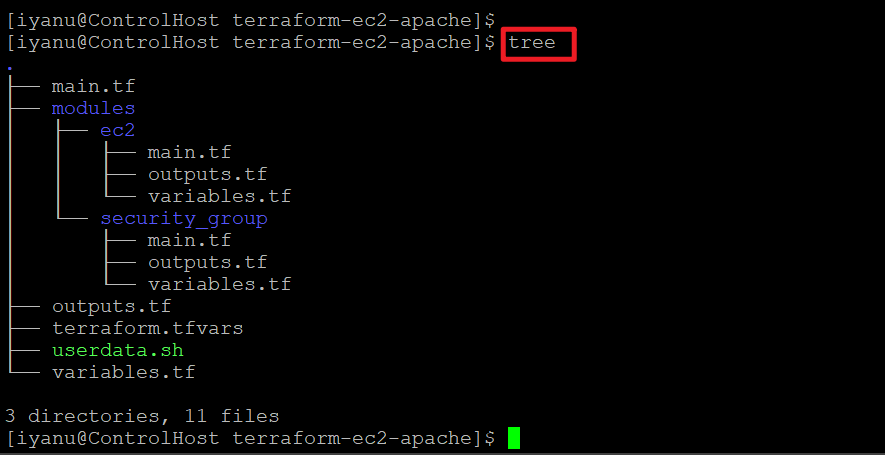 [iyanu@ControlHost terraform-ec2-apache]$
[iyanu@ControlHost terraform-ec2-apache]$ tree
.
├── main.tf
├── modules
│   ├── ec2
│   │   ├── main.tf
│   │   ├── outputs.tf
│   │   └── variables.tf
│   └── security_group
│       ├── main.tf
│       ├── outputs.tf
│       └── variables.tf
├── outputs.tf
├── terraform.tfvars
├── userdata.sh
└── variables.tf

3 directories, 11 files
[iyanu@ControlHost terraform-ec2-apache]$